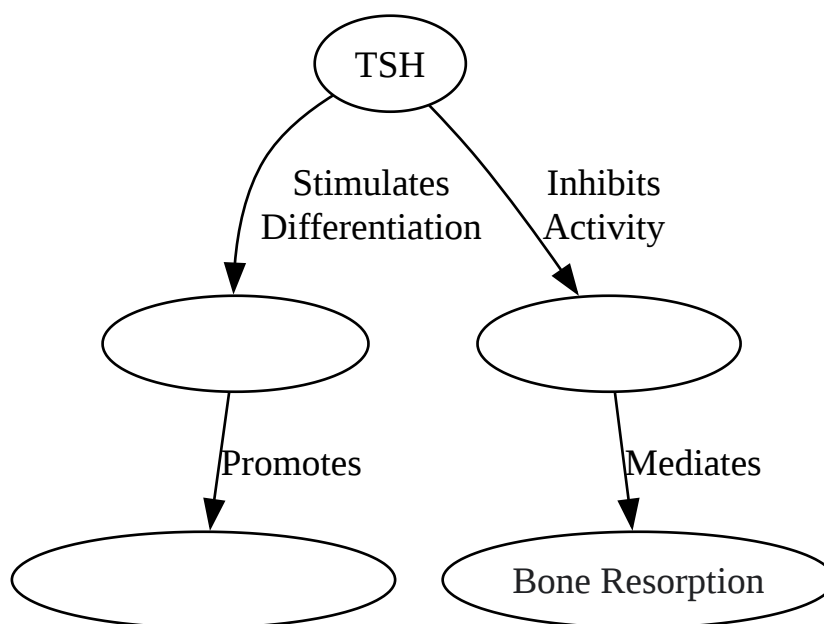 TSH
Stimulates
Differentiation
Inhibits
Activity
Promotes
Mediates
Bone Resorption